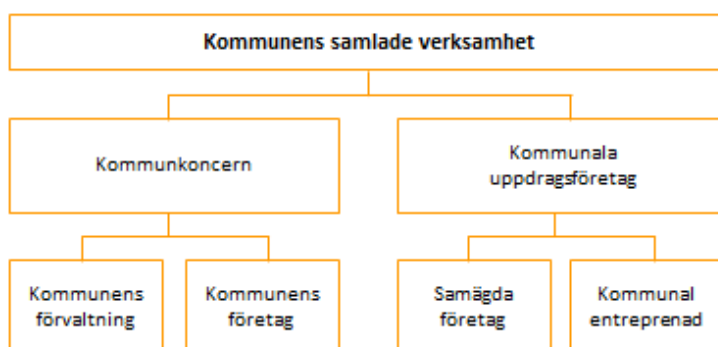 Kommunens samlade verksamhet
Kommunkoncern
Kommunala
uppdragsföretag
Kommunens
förvaltning
Kommunens
företag
Samägda
företag
Kommunal
entreprenad